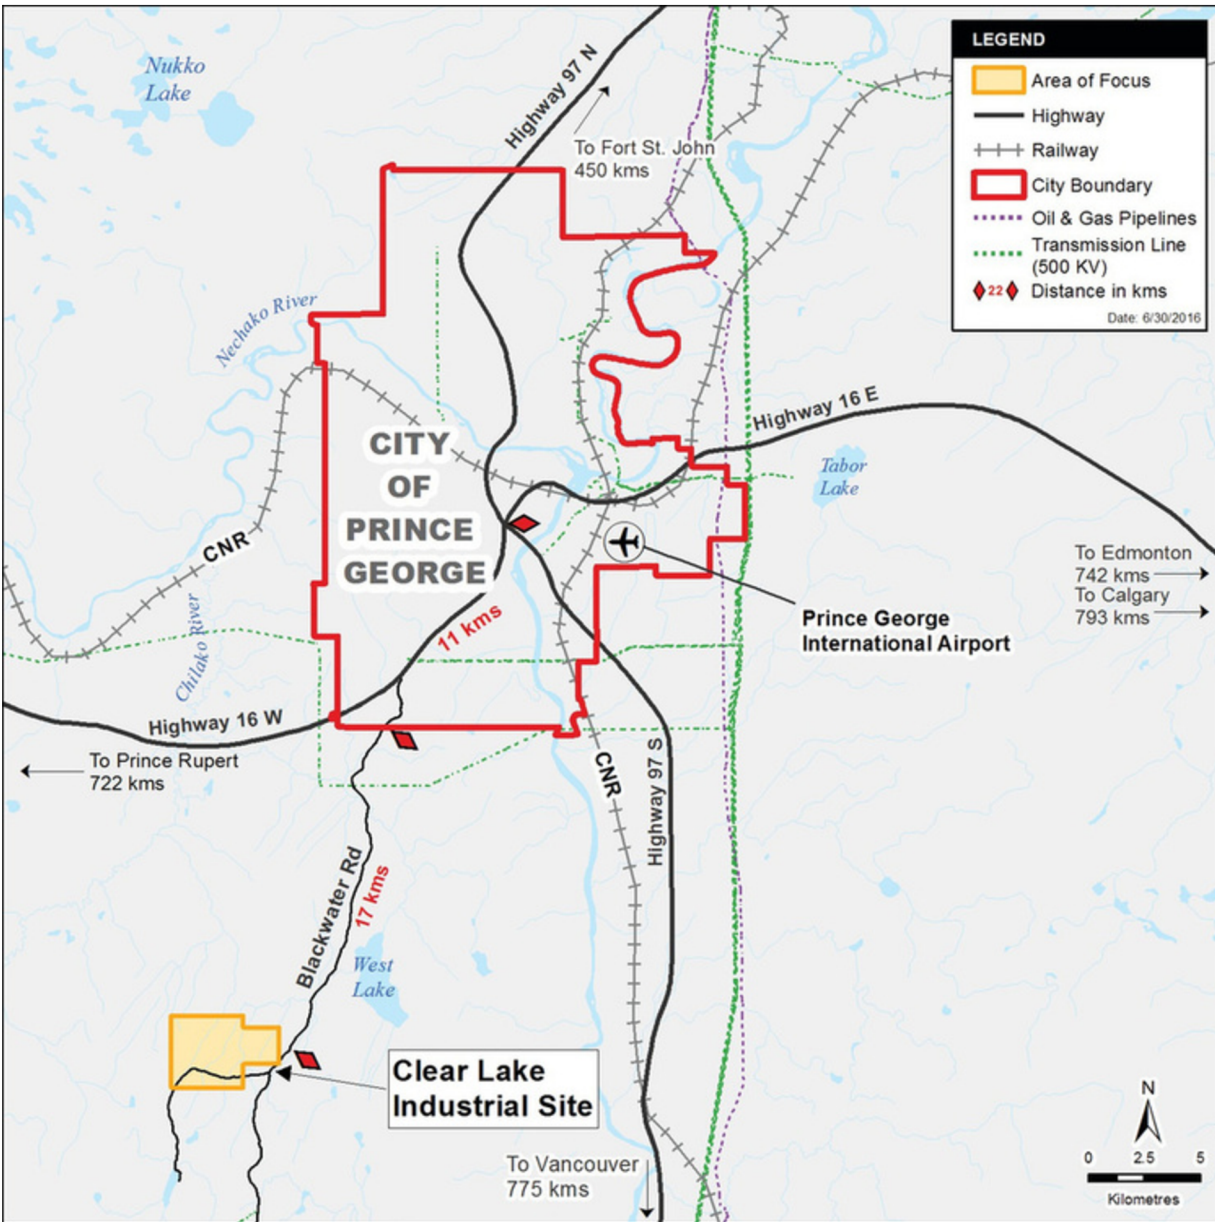 Nukko
Lake
Highway 97 N
To Fort St. John
450 kms
LEGEND
Area of Focus
Highway
Railway
City Boundary
Oil & Gas Pipelines
Transmission Line
(500 KV)
22
Distance in kms
Date: 6/30/2016
Nechako River
CITY
OF
PRINCE
GEORGE
Highway 16 E
Tabor
Lake
CNR
To Edmonton
742 kms
To Calgary
793 kms
Prince George
International Airport
Chilako River
11 kms
Highway 16 W
To Prince Rupert
722 kms
CNR
Highway 97 S
Blackwater Rd
17 kms
West
Lake
Clear Lake
Industrial Site
To Vancouver
775 kms
N
0 2.5 5
Kilometres